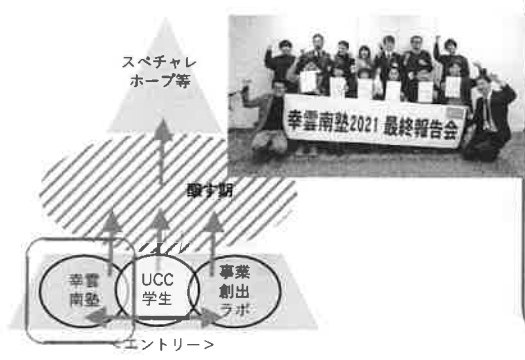 スペチャレ
ホープ等
幸雲南塾2021 最終報告会
醸す期
幸雲
南塾
UCC
学生
事業
創出
ラボ
＜エントリー＞